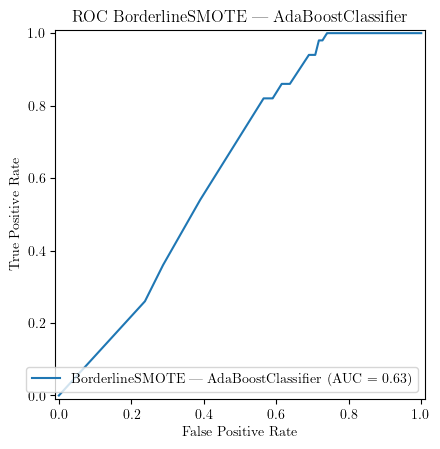 ROC BorderlineSMOTE — AdaBoostClassifier
True Positive Rate
1.0
0.8
0.6
0.4
0.2
0.0
BorderlineSMOTE — AdaBoostClassifier (AUC = 0.63)
0.0 0.2 0.4 0.6 0.8 1.0
False Positive Rate